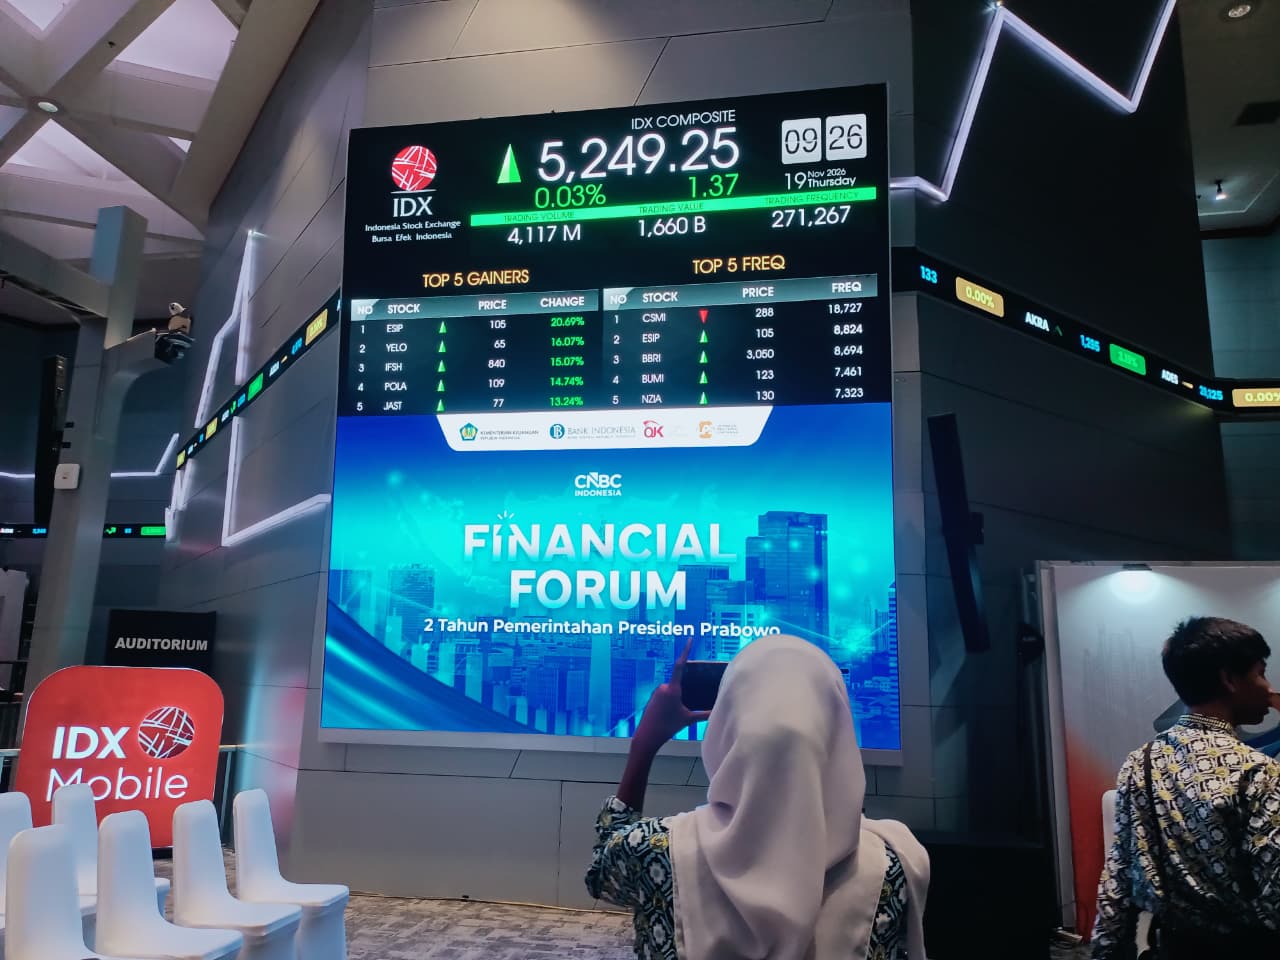 IDX COMPOSITE
5,249.25
0.03% 1.37
09 26
19 Nov 2026
Thursday
IDX
Indonesia Stock Exchange
Bursa Efek Indonesia
TRADING VOLUME TRADING VALUE TRADING FREQUENCY
4,117 M 1,660 B 271,267
TOP 5 GAINERS
NO STOCK PRICE CHANGE
1 ESIP 105 20.69%
2 YELO 65 16.07%
3 IFSH 840 15.07%
4 POLA 109 14.74%
5 JAST 77 13.24%
TOP 5 FREQ
NO STOCK PRICE FREQ
1 CSMI 288 18,727
2 ESIP 105 8,824
3 BBRI 3,050 8,694
4 BUMI 123 7,461
5 NZIA 130 7,323
133 0.00% AKRA 1,285 ADES 0.00%
KEMENTERIAN KEUANGAN
BANK INDONESIA
CNBC
INDONESIA
FINANCIAL
FORUM
2 Tahun Pemerintahan Presiden Prabowo
AUDITORIUM
IDX
Mobile